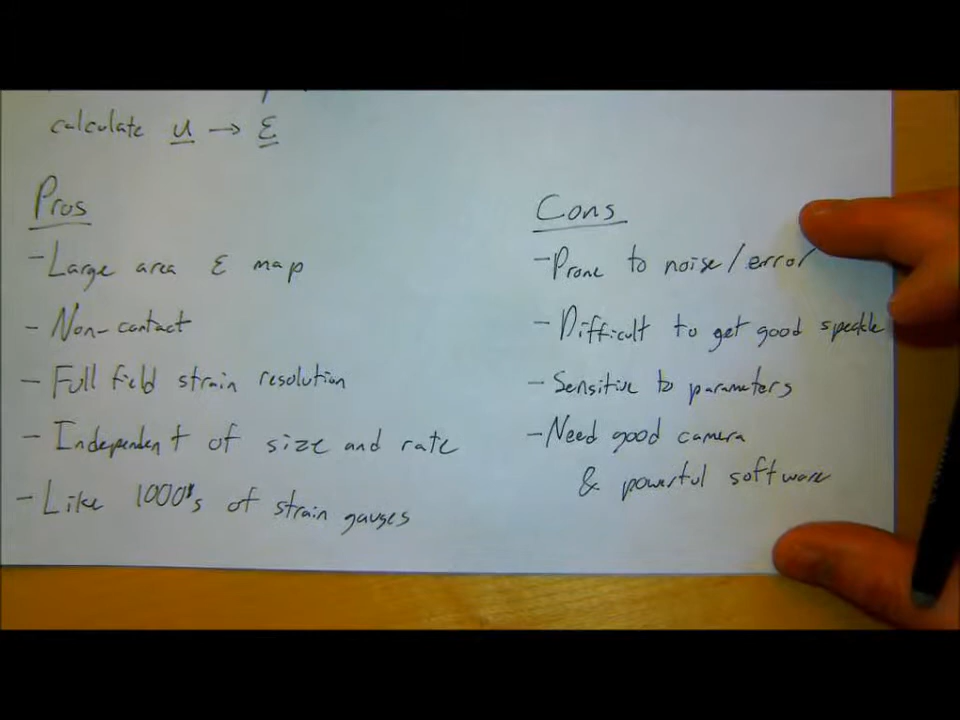 calculate u → ε
Pros
- Large area ε map
- Non-contact
- Full field strain resolution
- Independent of size and rate
- Like 1000's of strain gauges
Cons
- Prone to noise/error
- Difficult to get good speckle
- Sensitive to parameters
- Need good camera
& powerful software